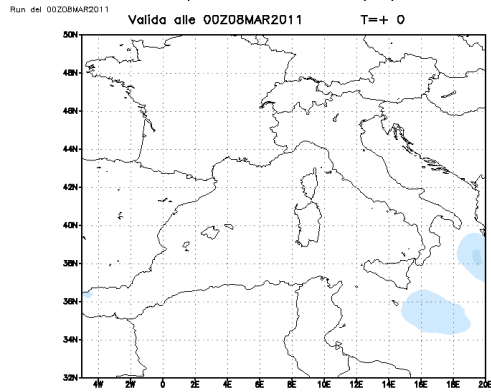 Run del 00Z08MAR2011
Valida alle 00Z08MAR2011 T=+ 0
50N
48N
46N
44N
42N
40N
38N
36N
34N
32N
4W 2W 0 2E 4E 6E 8E 10E 12E 14E 16E 18E 20E